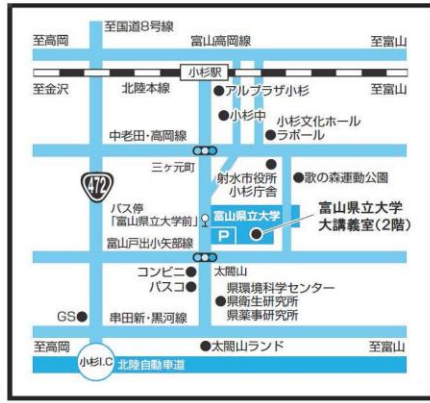 至国道8号線
至高岡
富山高岡線
至富山
小杉駅
至金沢
北陸本線
至富山
アルプラザ小杉
小杉中
小杉文化ホール
ラポール
中老田・高岡線
三ヶ元町
472
射水市役所
小杉庁舎
歌の森運動公園
バス停
「富山県立大学前」
富山県立大学
P
富山県立大学
大講義室(2階)
富山戸出小矢部線
コンビニ
太閤山
パスコ
県環境科学センター
県衛生研究所
県薬事研究所
GS
串田新・黒河線
至高岡
太閤山ランド
至富山
小杉I.C
北陸自動車道